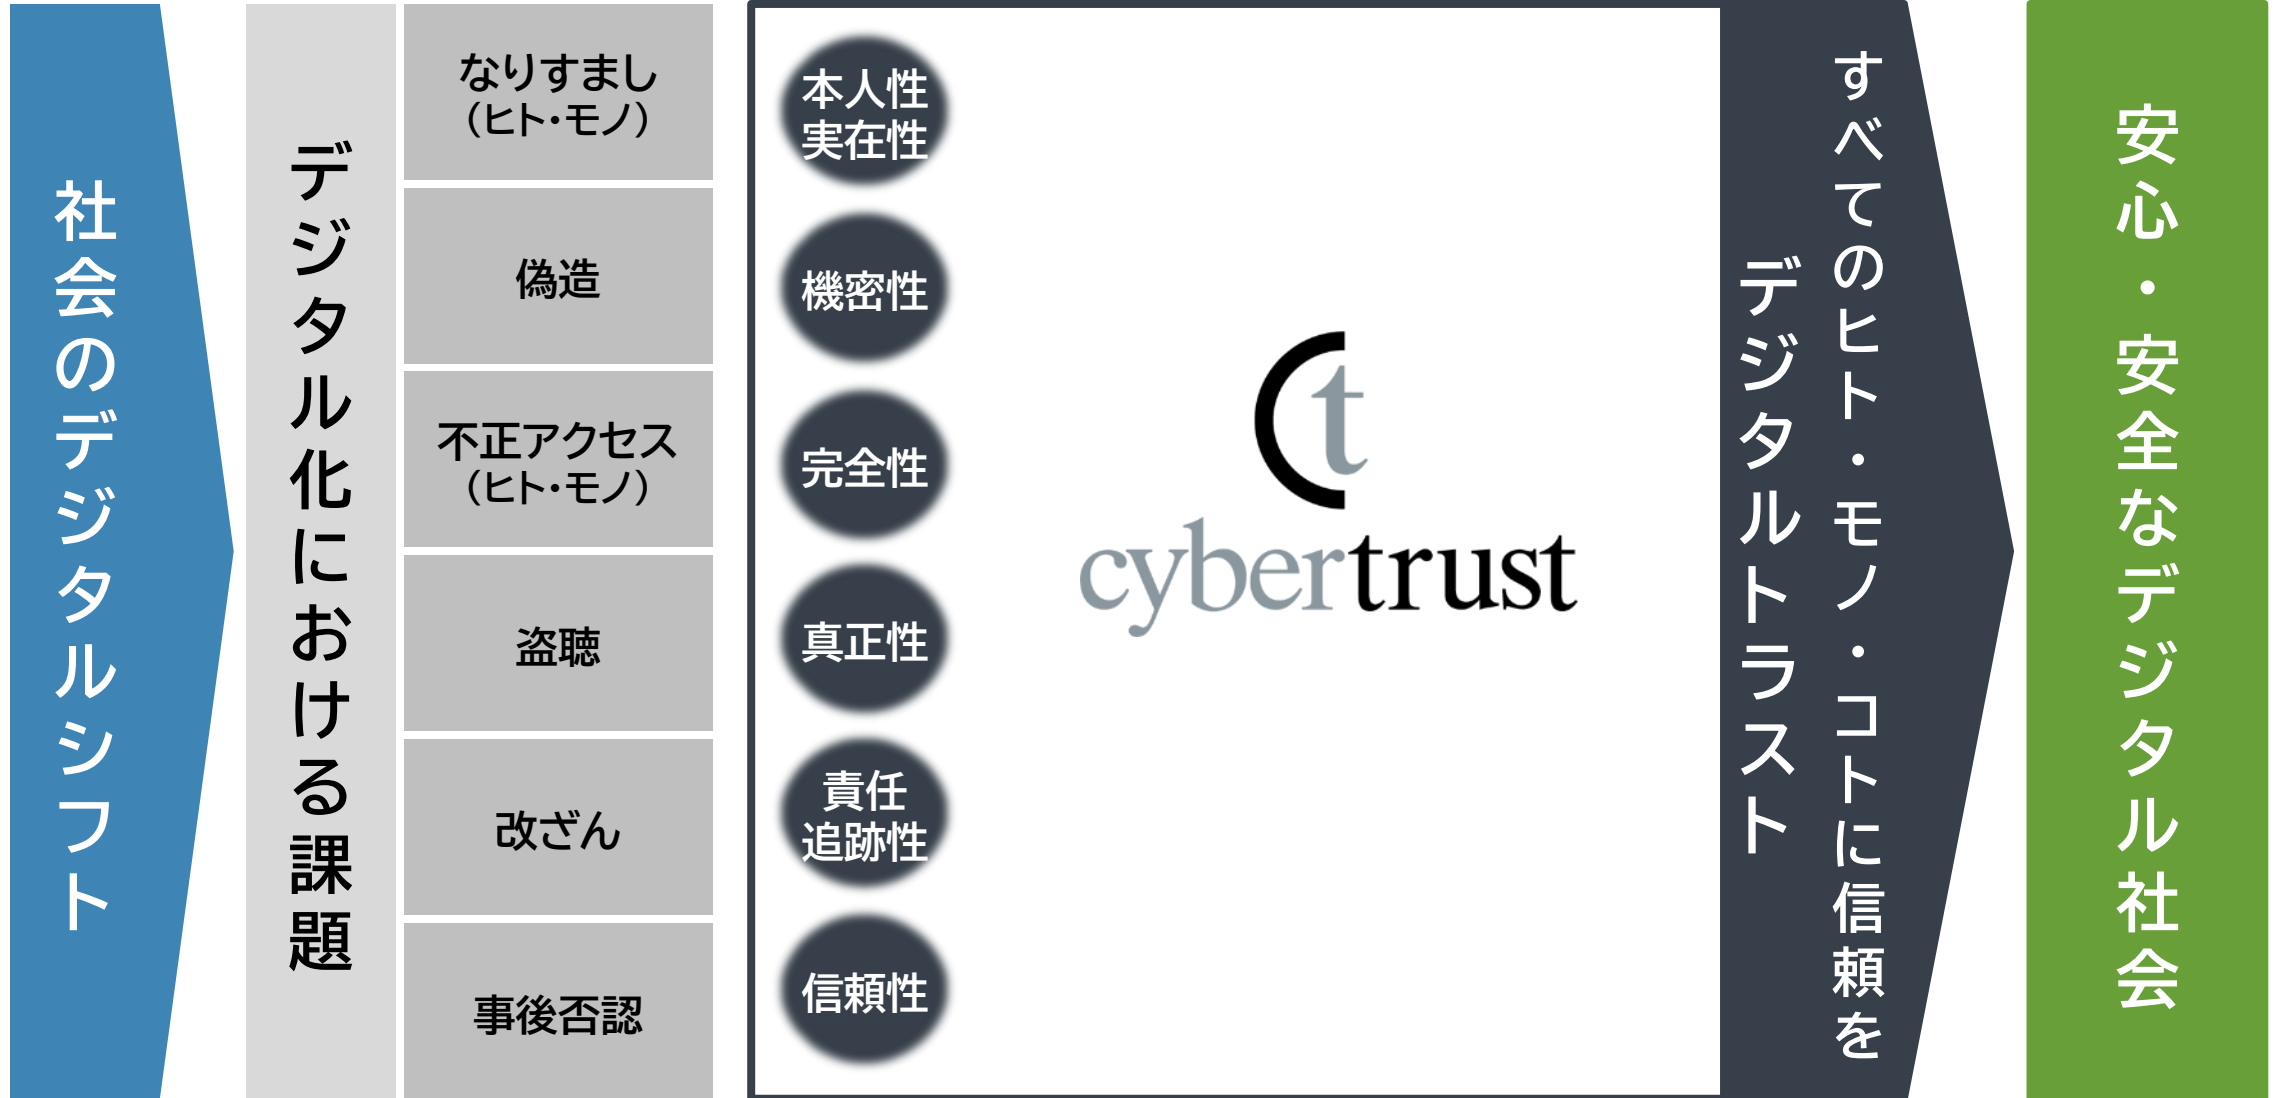 社会のデジタルシフト
デジタル化における課題
なりすまし
（ヒト・モノ）
偽造
不正アクセス
（ヒト・モノ）
盗聴
改ざん
事後否認
本人性
実在性
機密性
完全性
真正性
責任
追跡性
信頼性
Ct
cybertrust
すべてのヒト・モノ・コトに信頼を
デジタルトラスト
安心・安全なデジタル社会